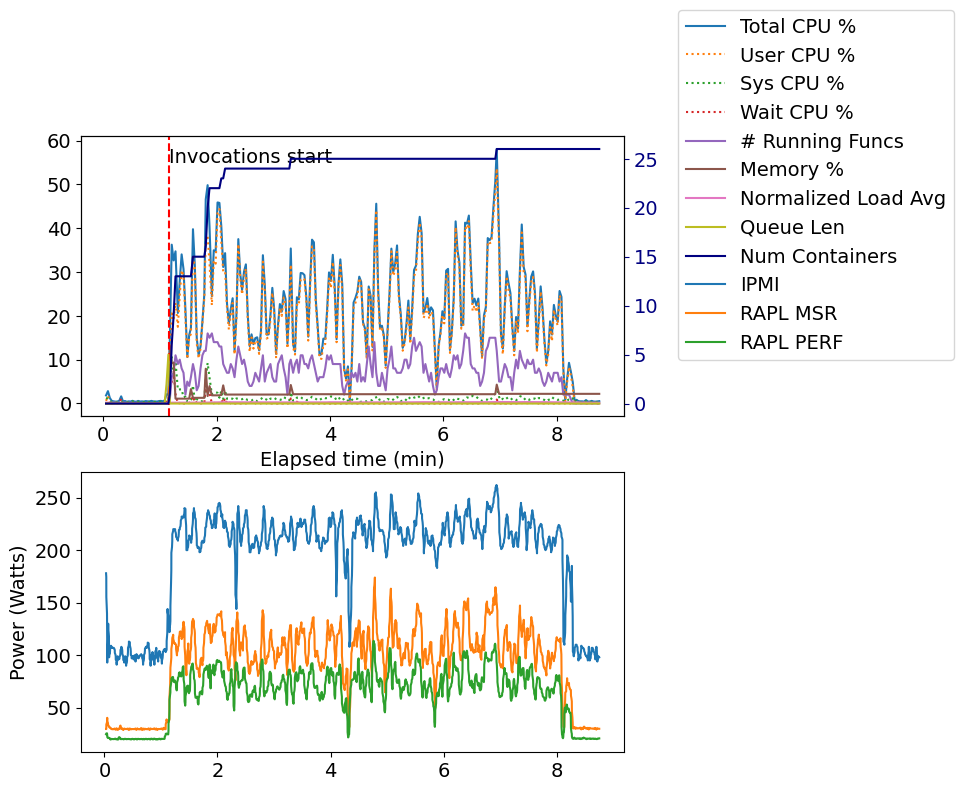 Total CPU %
User CPU %
Sys CPU %
Wait CPU %
# Running Funcs
Memory %
Normalized Load Avg
Queue Len
Num Containers
IPMI
RAPL MSR
RAPL PERF
60
50
40
30
20
10
0
Invocations start
25
20
15
10
5
0
0 2 4 6 8
Elapsed time (min)
Power (Watts)
250
200
150
100
50
0 2 4 6 8